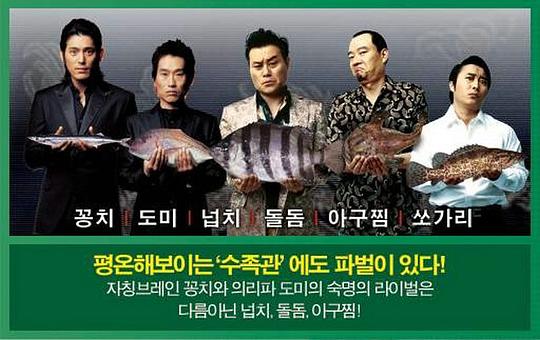 꽁치 | 도미 | 넙치 | 돌돔 | 아구찜 | 쏘가리
평온해보이는 '수족관' 에도 파벌이 있다!
자칭브레인 꽁치와 의리파 도미의 숙명의 라이벌은
다름아닌 넙치, 돌돔, 아구찜!